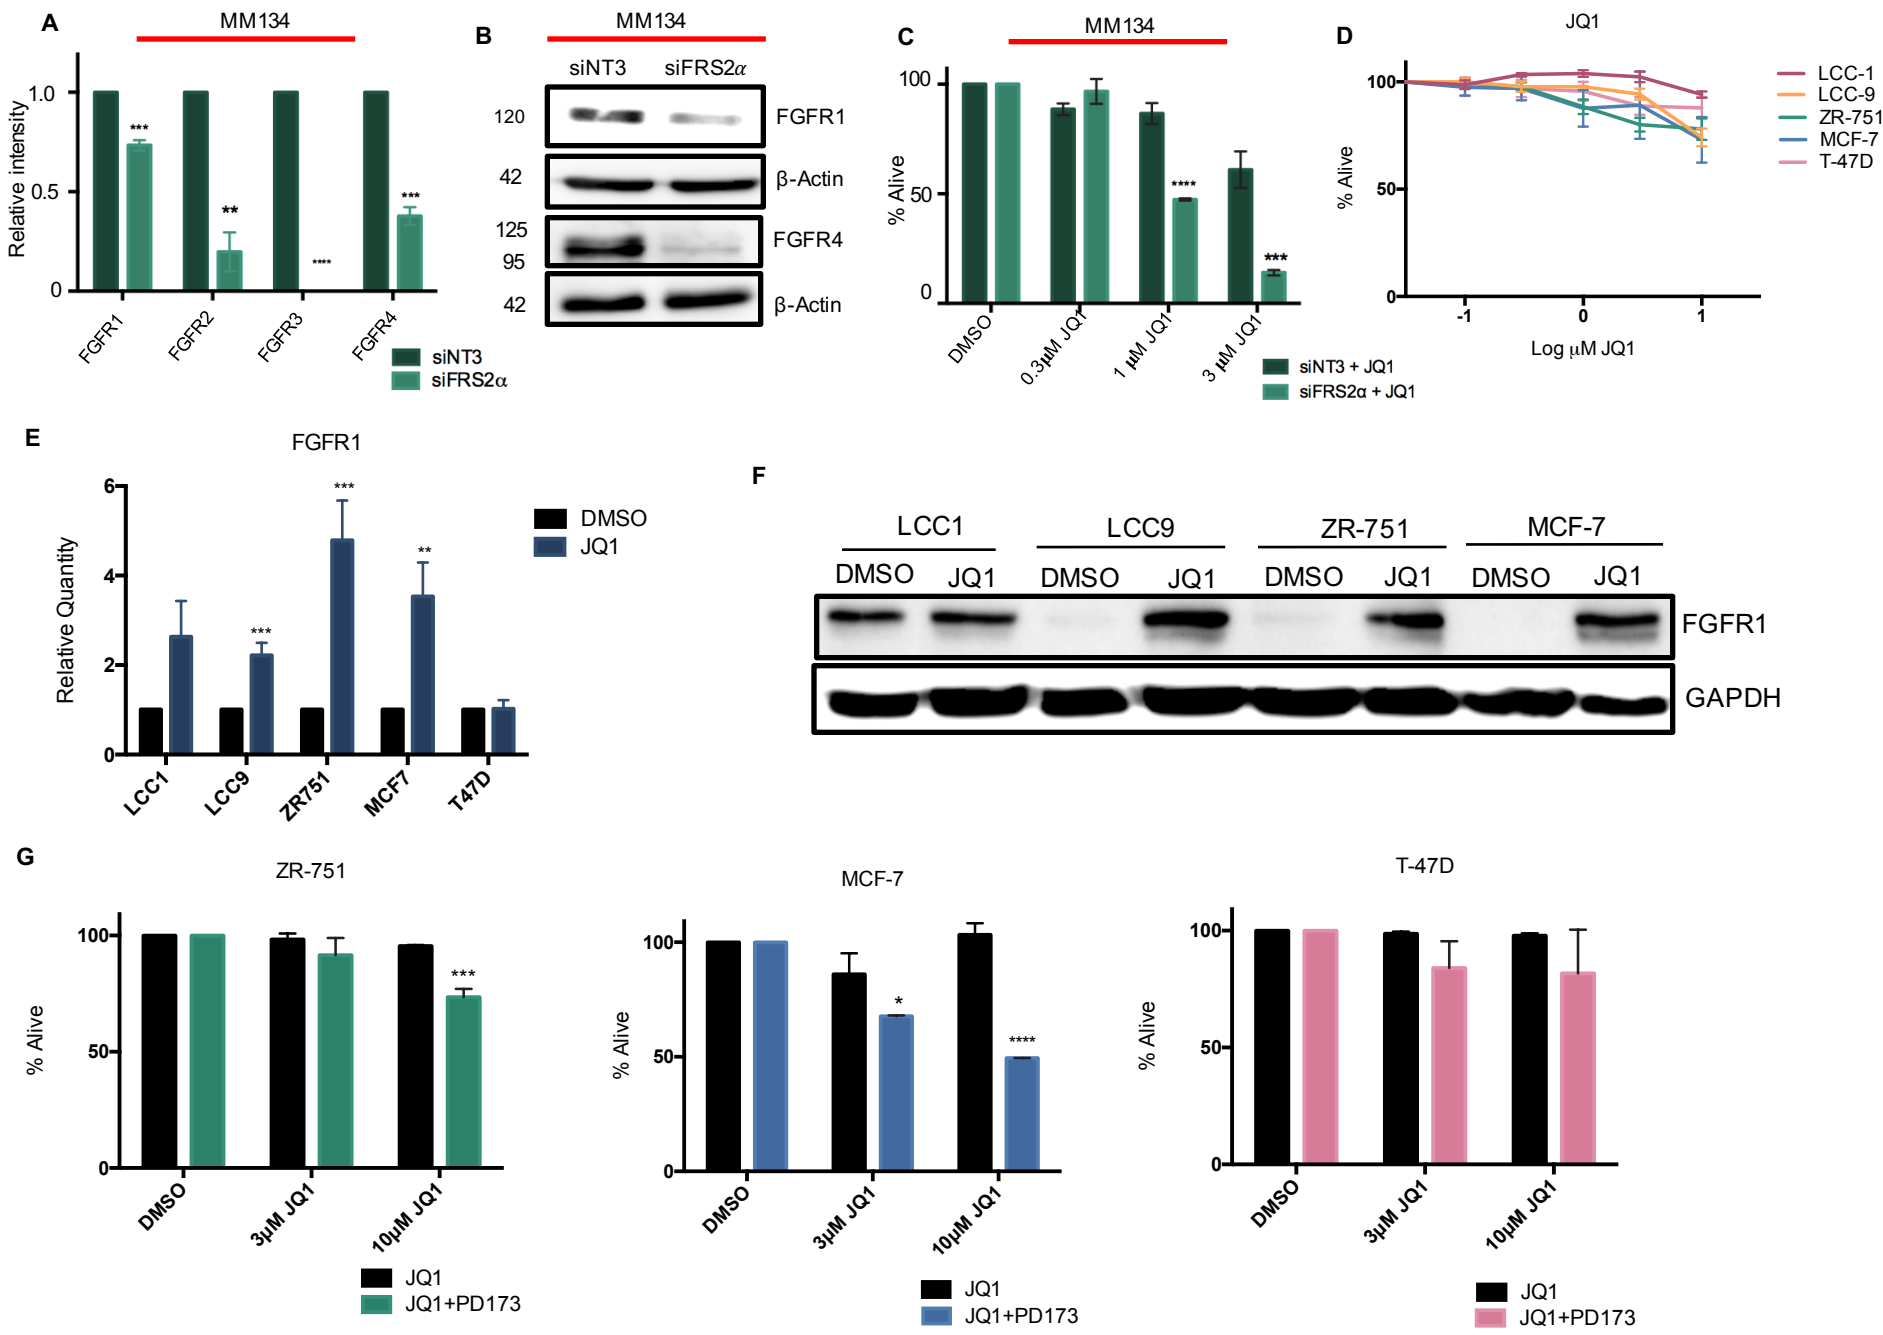 A
MM134
Relative intensity
1.0
0.5
0
***
**
****
***
FGFR1
FGFR2
FGFR3
FGFR4
siNT3
siFRS2α
B
MM134
siNT3 siFRS2α
120 FGFR1
42 β-Actin
125
95
FGFR4
42 β-Actin
C
MM134
% Alive
100
50
0
****
***
DMSO
0.3µM JQ1
1 µM JQ1
3 µM JQ1
siNT3 + JQ1
siFRS2α + JQ1
D
JQ1
% Alive
100
50
0
-1 0 1
Log µM JQ1
LCC-1
LCC-9
ZR-751
MCF-7
T-47D
E
FGFR1
Relative Quantity
6
4
2
0
***
***
**
LCC1
LCC9
ZR751
MCF7
T47D
DMSO
JQ1
F
LCC1 LCC9 ZR-751 MCF-7
DMSO JQ1 DMSO JQ1 DMSO JQ1 DMSO JQ1
FGFR1
GAPDH
G
ZR-751
% Alive
100
50
0
***
DMSO
3µM JQ1
10µM JQ1
JQ1
JQ1+PD173
MCF-7
% Alive
100
50
0
*
****
DMSO
3µM JQ1
10µM JQ1
JQ1
JQ1+PD173
T-47D
% Alive
100
50
0
DMSO
3µM JQ1
10µM JQ1
JQ1
JQ1+PD173